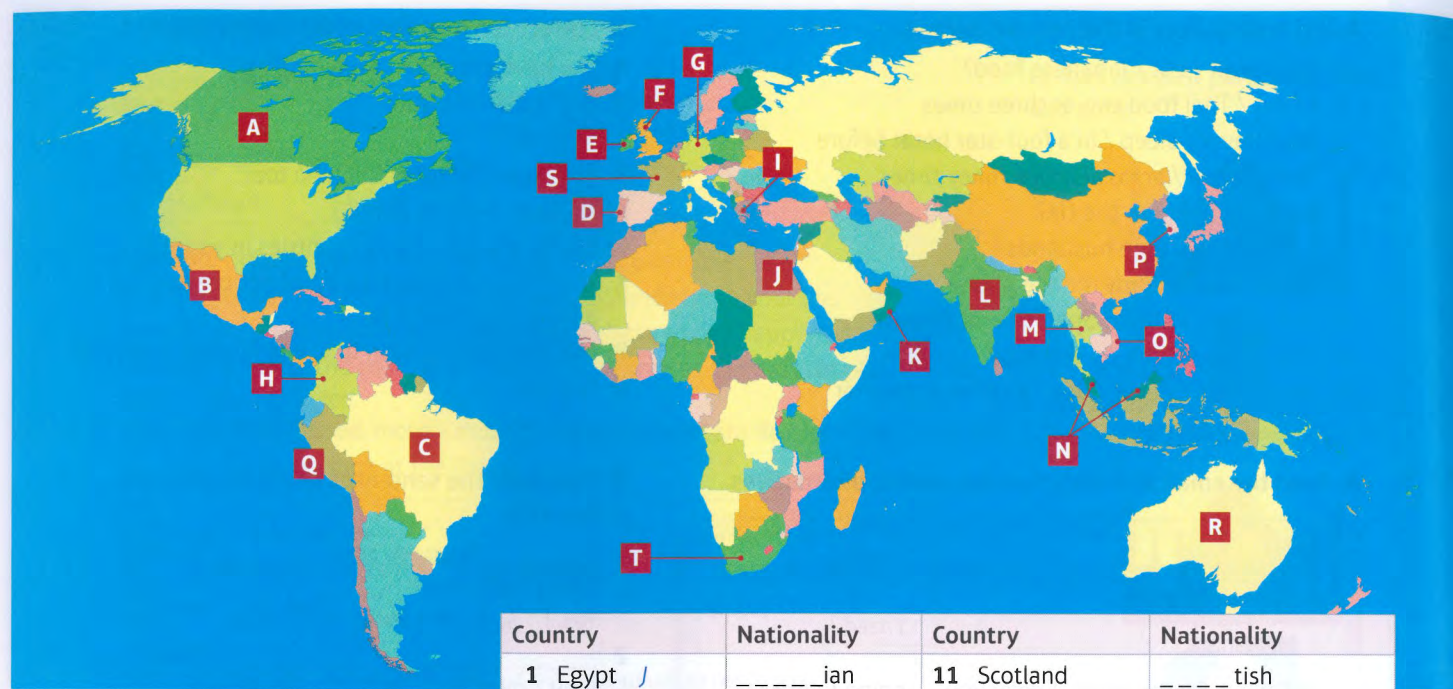 G
F
A
E
I
S
D
P
B
J
L
M
O
K
H
N
C
Q
R
T
Country Nationality Country Nationality
1 Egypt J _ _ _ _ _ian 11 Scotland _ _ _ _ tish